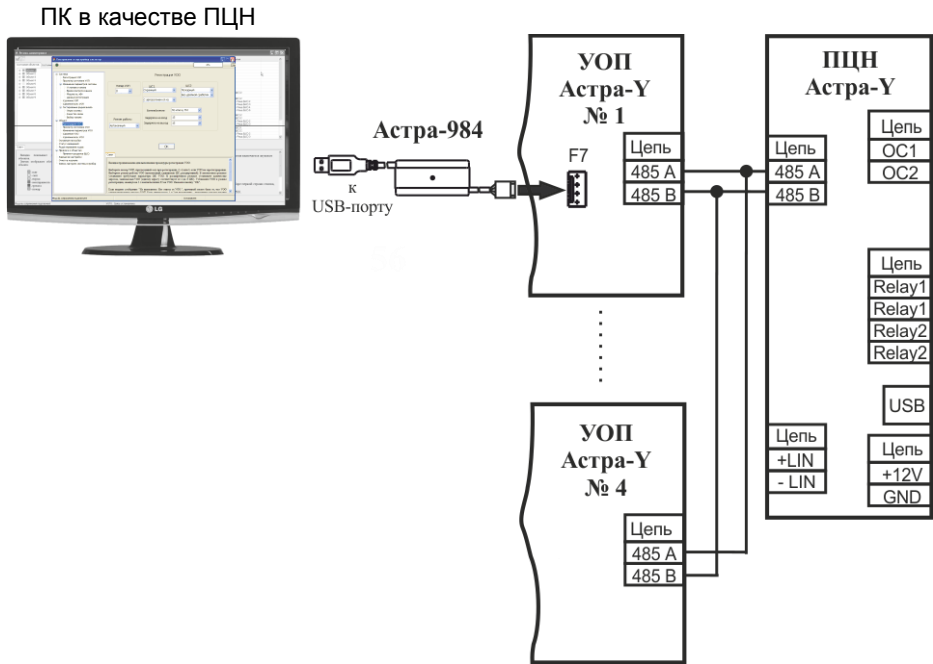 ПК в качестве ПЦН
LG
Астра-984
к
USB-порту
УОП
Астра-Y
№ 1
F7
Цепь
485 A
485 B
ПЦН
Астра-Y
Цепь
485 A
485 B
Цепь
OC1
OC2
Цепь
Relay1
Relay1
Relay2
Relay2
USB
Цепь
+LIN
- LIN
Цепь
+12V
GND
УОП
Астра-Y
№ 4
Цепь
485 A
485 B